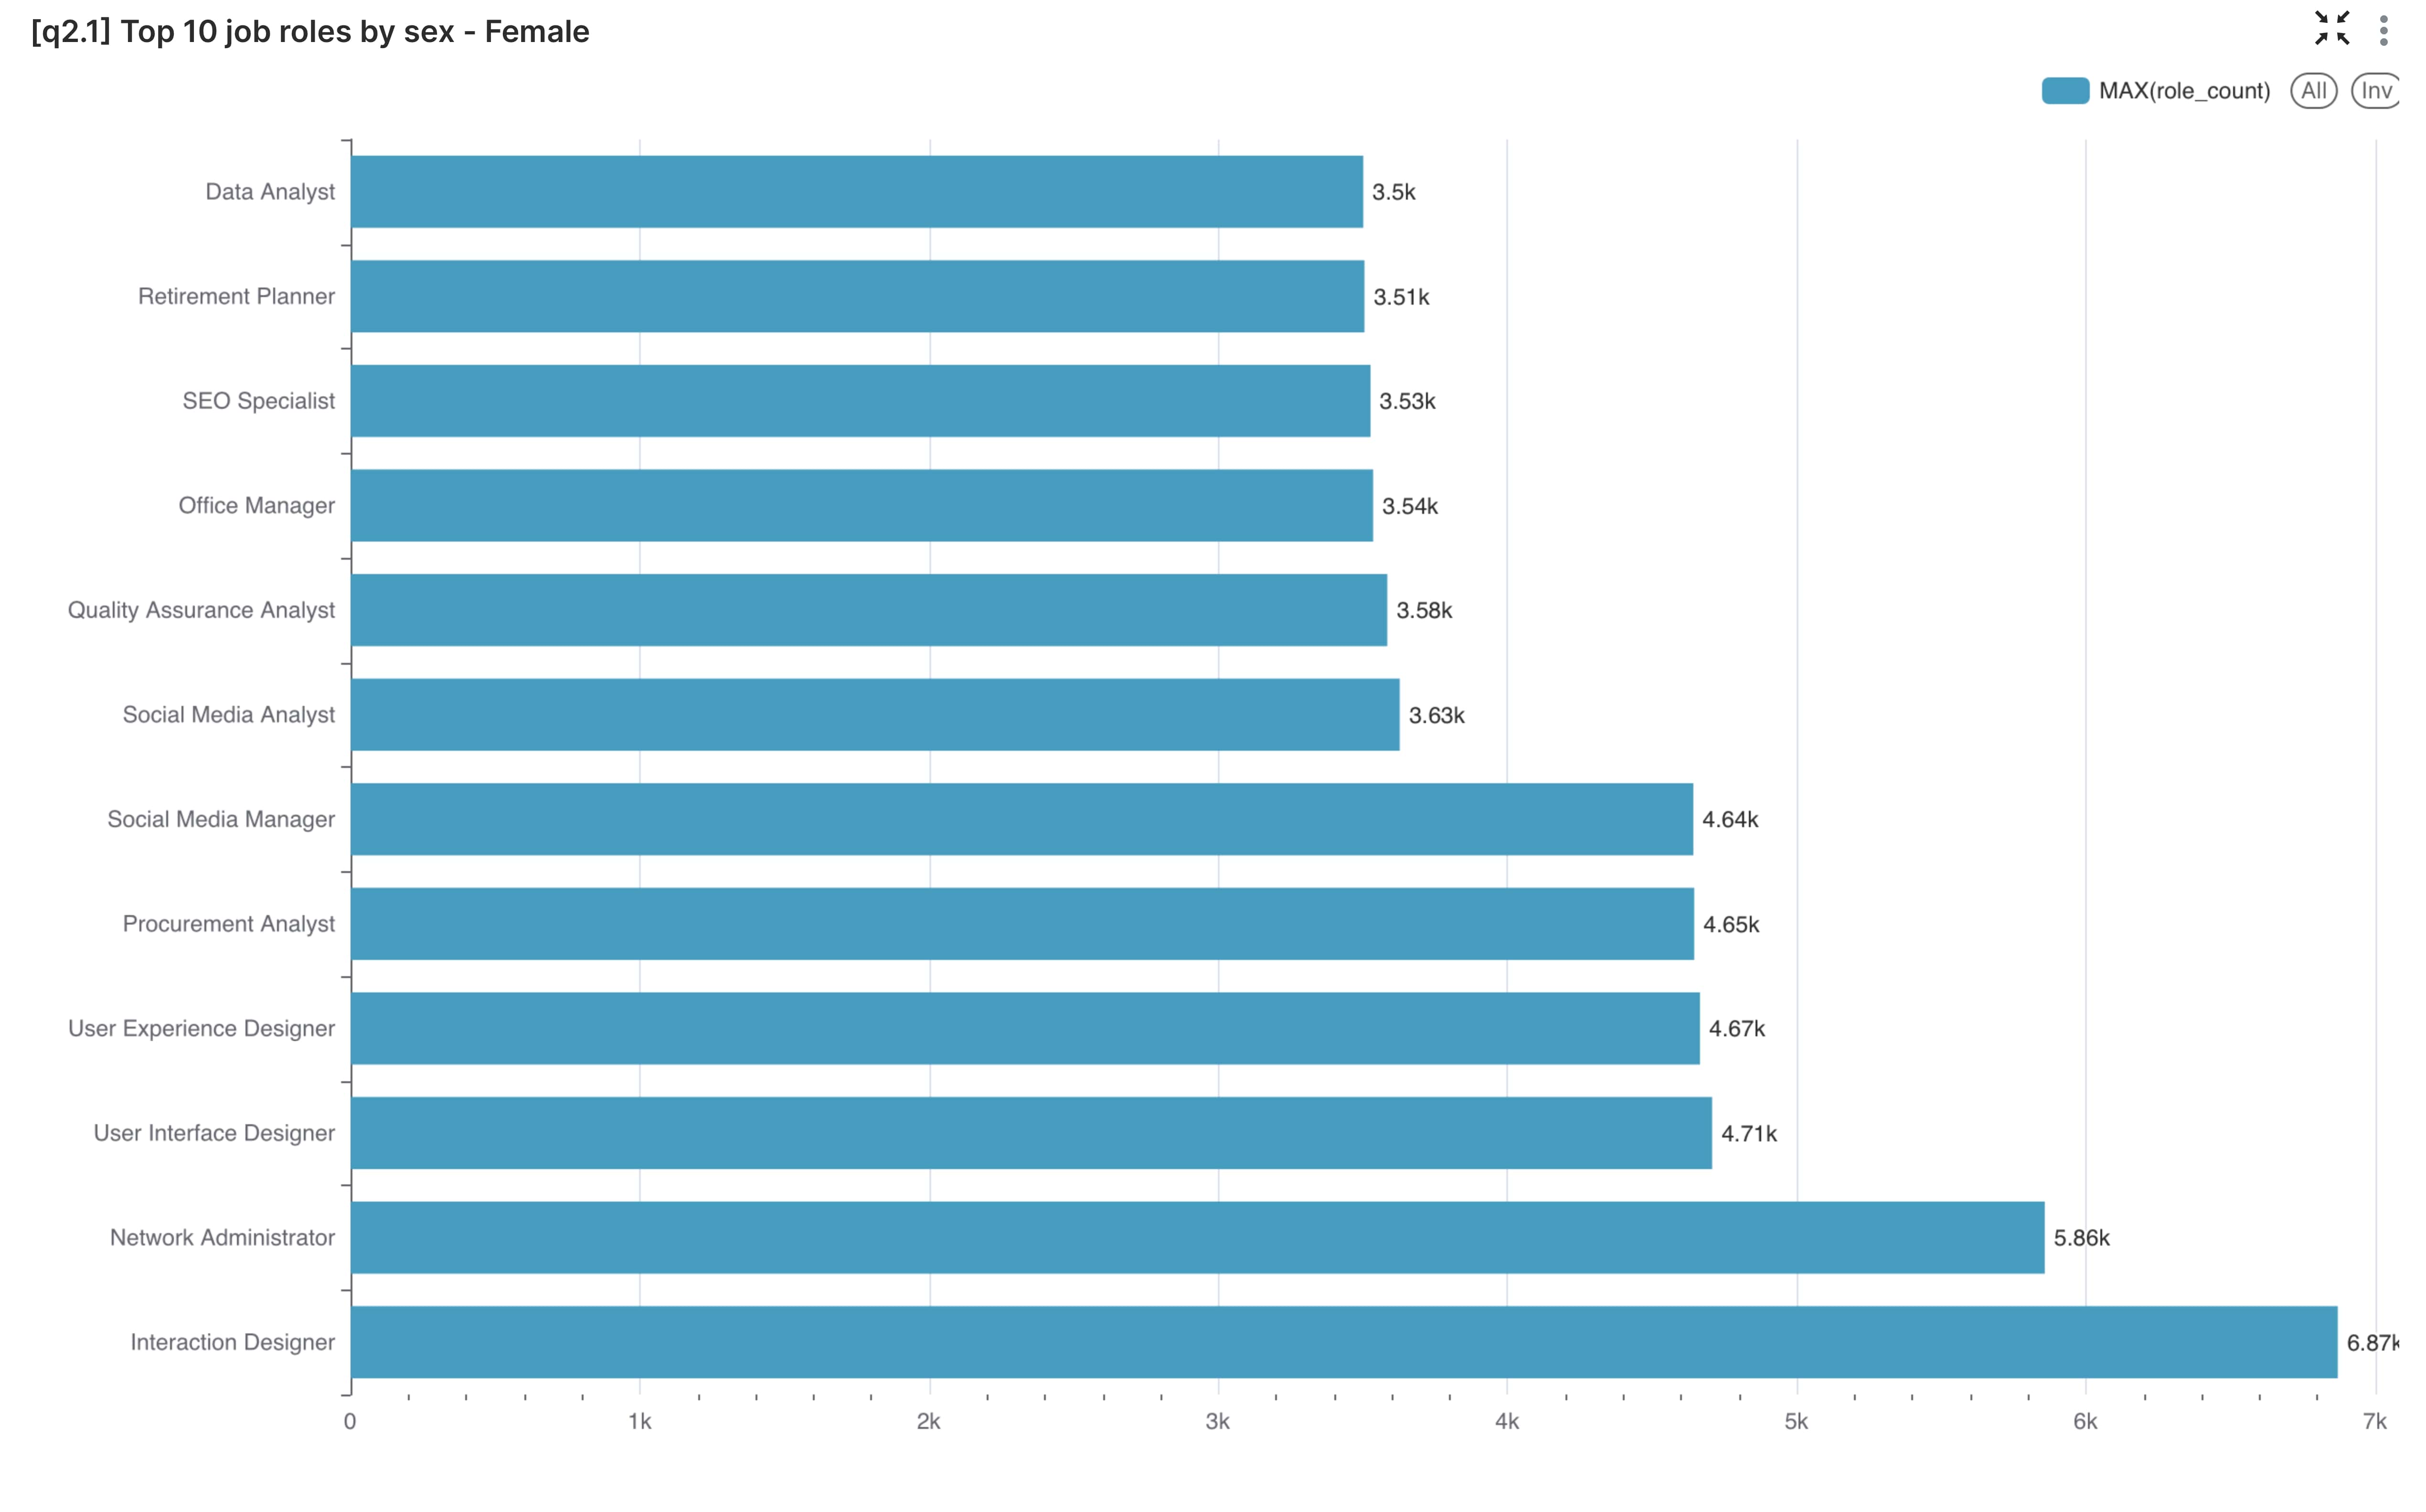 [q2.1] Top 10 job roles by sex - Female
MAX(role_count) All Inv
Data Analyst 3.5k
Retirement Planner 3.51k
SEO Specialist 3.53k
Office Manager 3.54k
Quality Assurance Analyst 3.58k
Social Media Analyst 3.63k
Social Media Manager 4.64k
Procurement Analyst 4.65k
User Experience Designer 4.67k
User Interface Designer 4.71k
Network Administrator 5.86k
Interaction Designer 6.87k
0 1k 2k 3k 4k 5k 6k 7k